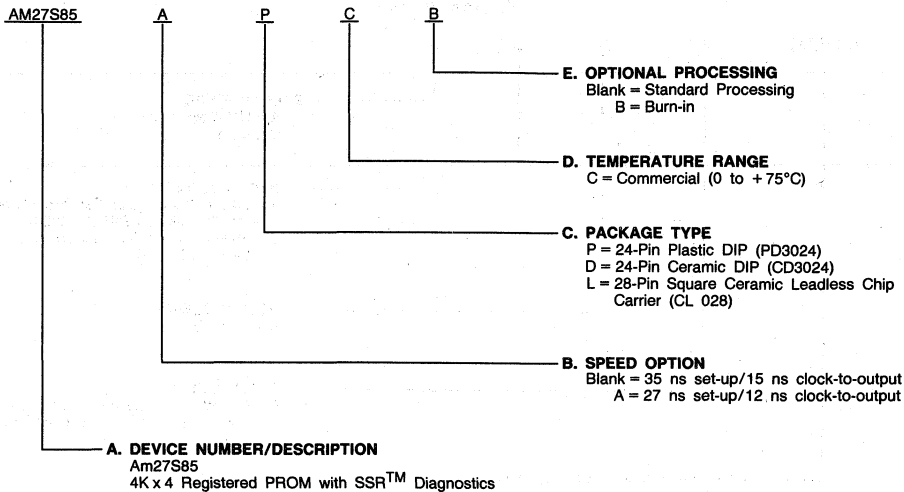 AM27S85 A P C B
E. OPTIONAL PROCESSING
Blank = Standard Processing
B = Burn-in
D. TEMPERATURE RANGE
C = Commercial (0 to +75°C)
C. PACKAGE TYPE
P = 24-Pin Plastic DIP (PD3024)
D = 24-Pin Ceramic DIP (CD3024)
L = 28-Pin Square Ceramic Leadless Chip
Carrier (CL 028)
B. SPEED OPTION
Blank = 35 ns set-up/15 ns clock-to-output
A = 27 ns set-up/12 ns clock-to-output
A. DEVICE NUMBER/DESCRIPTION
Am27S85
4K x 4 Registered PROM with SSR™ Diagnostics